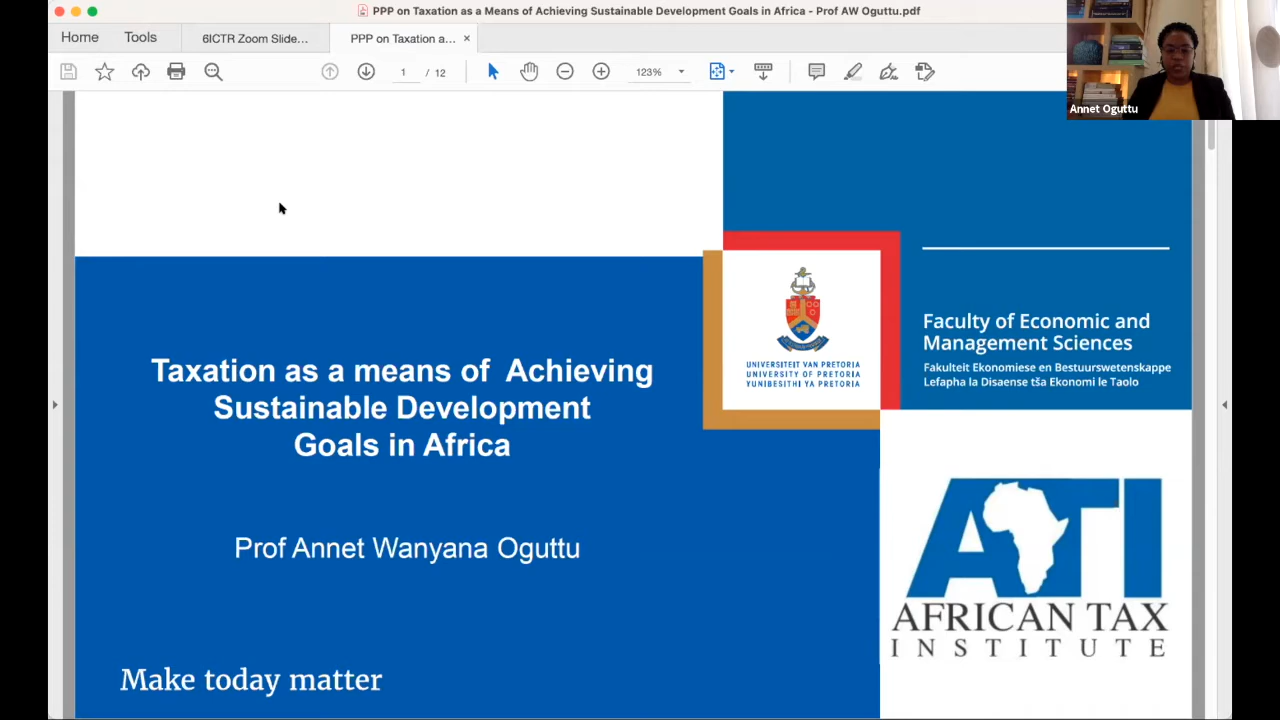 PPP on Taxation as a Means of Achieving Sustainable Development Goals in Africa - Prof AW Oguttu.pdf
Home
Tools
6ICTR Zoom Slide...
PPP on Taxation a...
1
/ 12
123%
Annet Oguttu
Taxation as a means of Achieving
Sustainable Development
Goals in Africa
Prof Annet Wanyana Oguttu
Make today matter
UNIVERSITEIT VAN PRETORIA
UNIVERSITY OF PRETORIA
YUNIBESITHI YA PRETORIA
Faculty of Economic and
Management Sciences
Fakulteit Ekonomiese en Bestuurswetenskappe
Lefapha la Disaense tša Ekonomi le Taolo
ATI
AFRICAN TAX
INSTITUTE